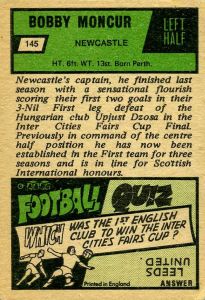 BOBBY MONCUR
LEFT
HALF
145
NEWCASTLE
HT. 6ft. WT. 13st. Born Perth.
Newcastle's captain, he finished last
season with a sensational flourish
scoring their first two goals in their
3-Nil First leg defeat of the
Hungarian club Upjust Dzosa in the
Inter Cities Fairs Cup Final.
Previously in command of the centre
half position he has now been
established in the First team for three
seasons and is in line for Scottish
International honours.
FOOTBALL QUIZ
WHICH
WAS THE 1ST ENGLISH
CLUB TO WIN THE INTER
CITIES FAIRS CUP?
Printed in England
LEEDS
UNITED
ANSWER